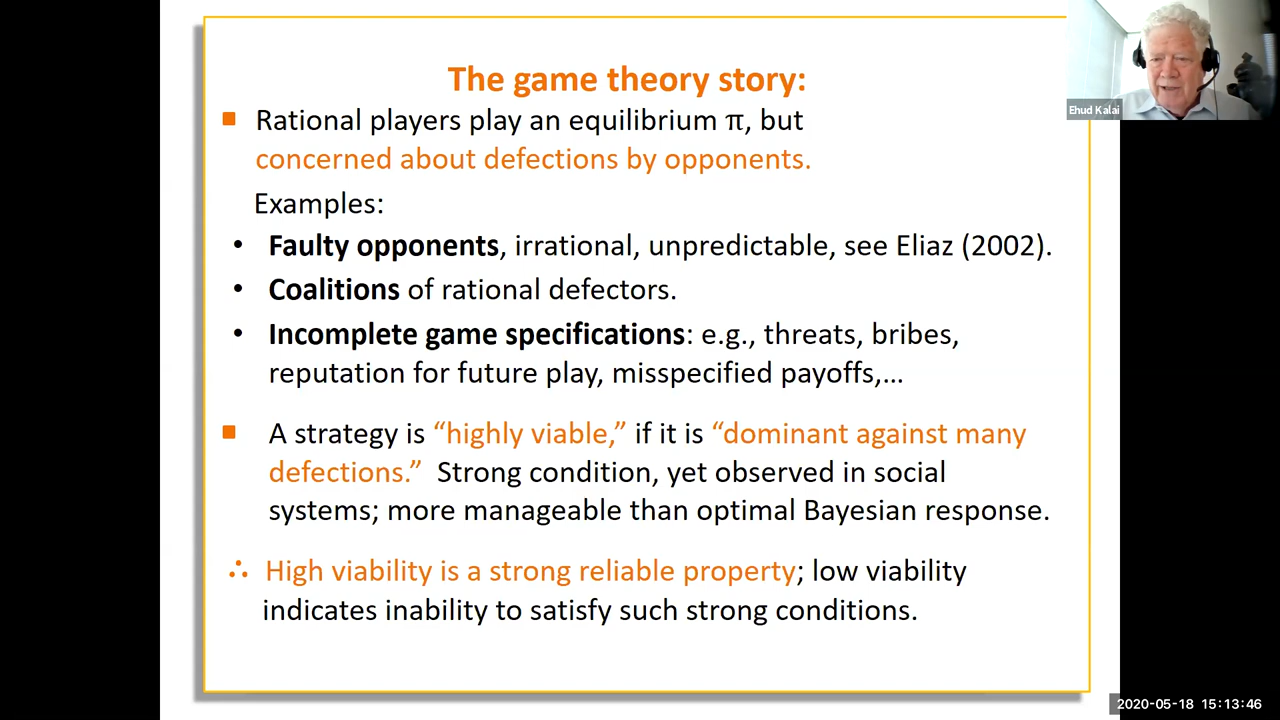 The game theory story:
■ Rational players play an equilibrium π, but
concerned about defections by opponents.
Examples:
• Faulty opponents, irrational, unpredictable, see Eliaz (2002).
• Coalitions of rational defectors.
• Incomplete game specifications: e.g., threats, bribes,
reputation for future play, misspecified payoffs,...
■ A strategy is “highly viable,” if it is “dominant against many
defections.” Strong condition, yet observed in social
systems; more manageable than optimal Bayesian response.
∴ High viability is a strong reliable property; low viability
indicates inability to satisfy such strong conditions.
Ehud Kalai
2020-05-18 15:13:46